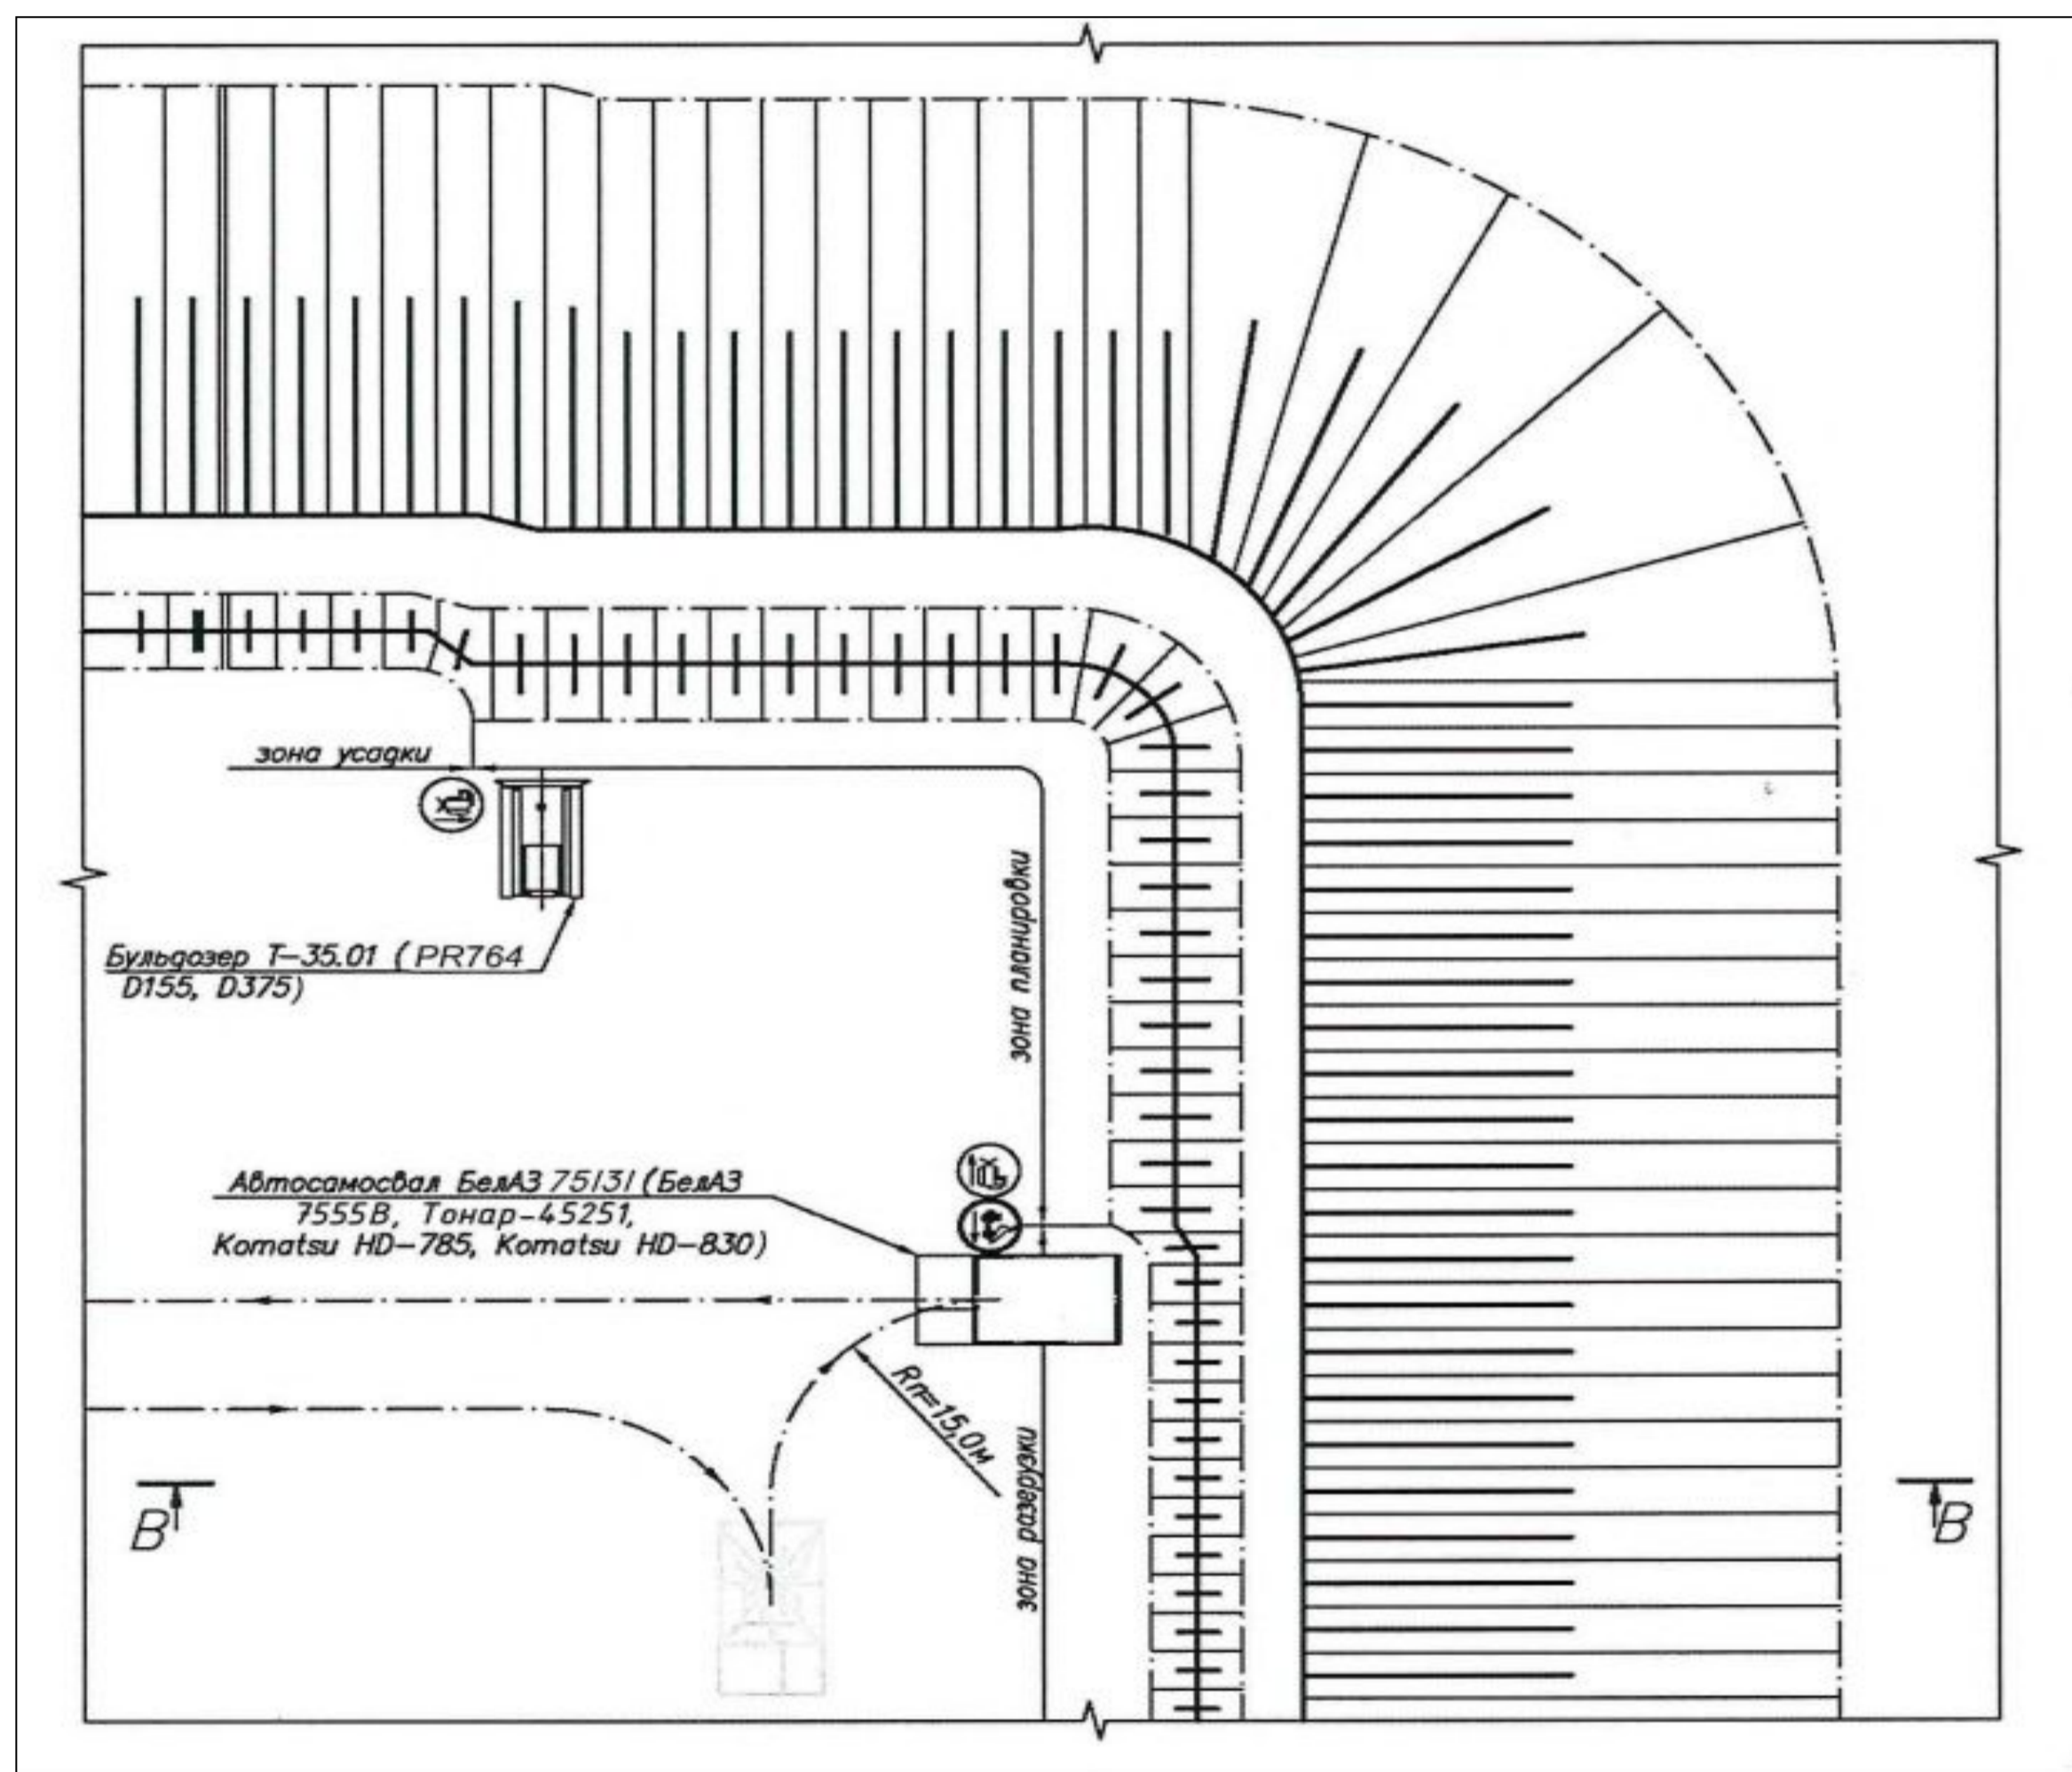 зона усадки
Бульдозер Т-35.01 (PR764
D155, D375)
зона планировки
Автосамосвал БелАЗ 75131 (БелАЗ
7555В, Тонар-45251,
Komatsu HD-785, Komatsu HD-830)
Rп=15,0м
зона разгрузки
В
В